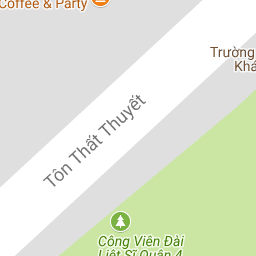 Coffee & Party
Trường
Khá
Tôn Thất Thuyết
Công Viên Đài
Liệt Sĩ Quận 4